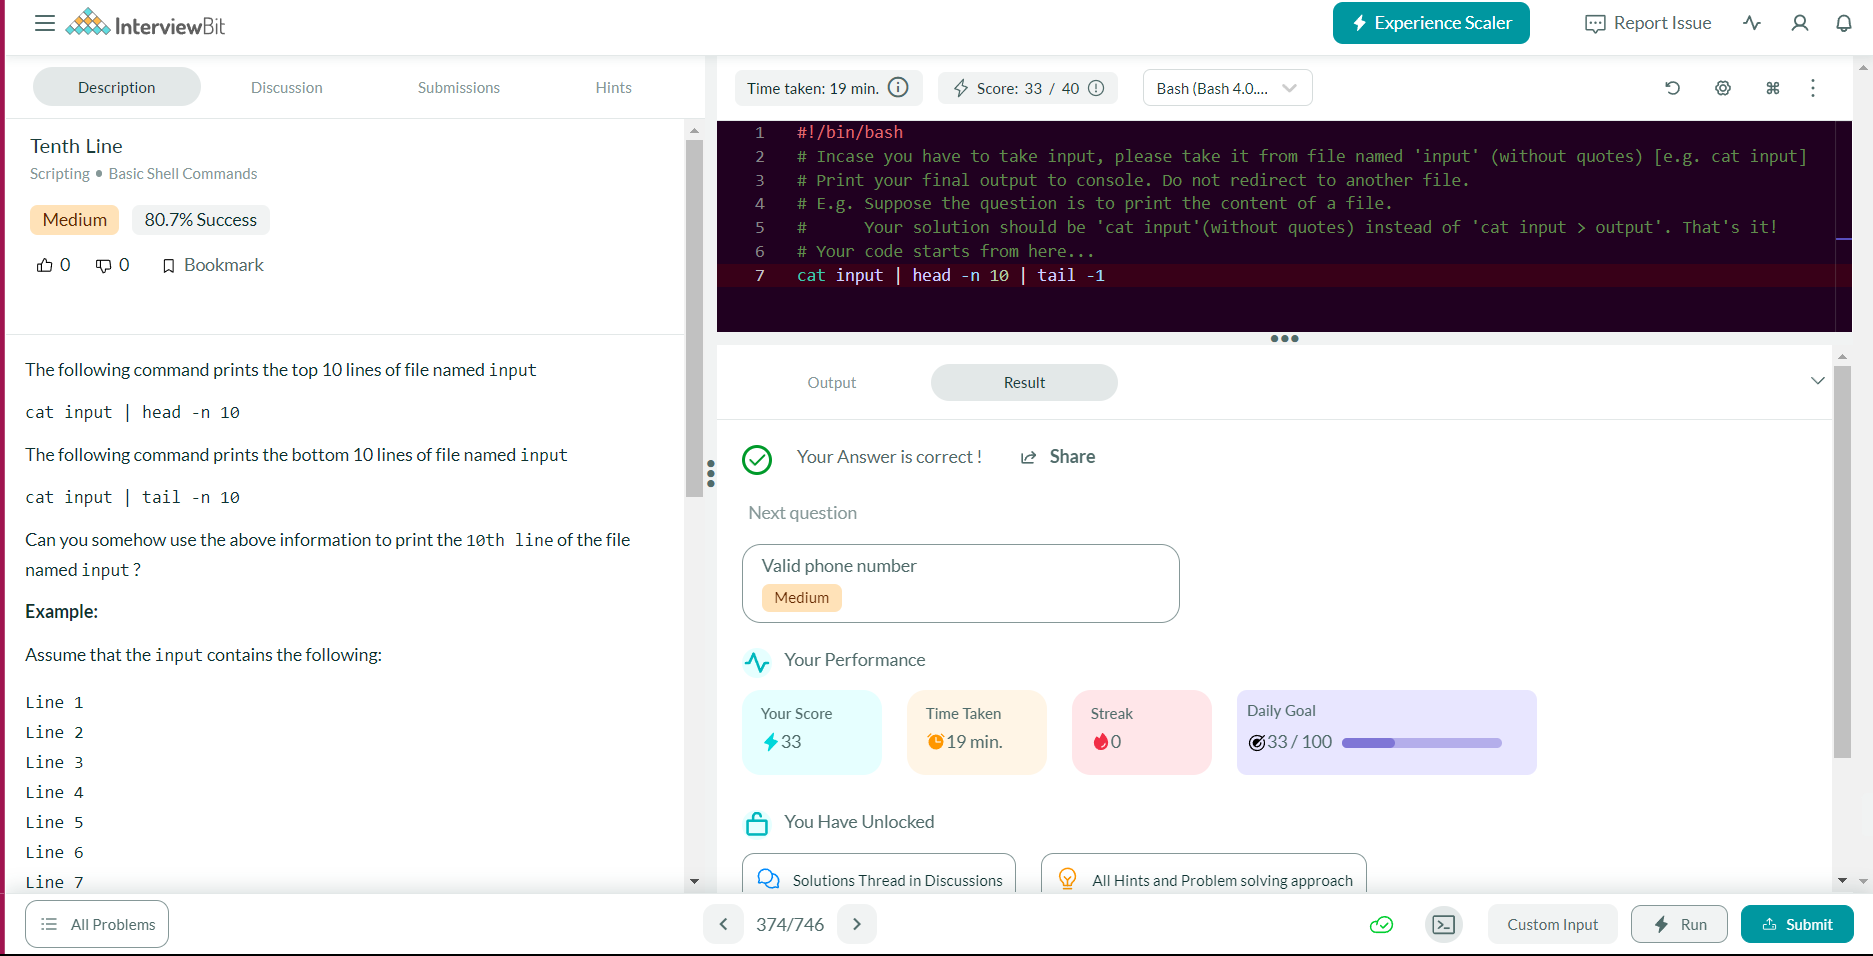 InterviewBit
Experience Scaler
Report Issue
Description
Discussion
Submissions
Hints
Time taken: 19 min.
Score: 33 / 40
Bash (Bash 4.0....
Tenth Line
Scripting • Basic Shell Commands
Medium
80.7% Success
0
0
Bookmark
The following command prints the top 10 lines of file named input
cat input | head -n 10
The following command prints the bottom 10 lines of file named input
cat input | tail -n 10
Can you somehow use the above information to print the 10th line of the file
named input?
Example:
Assume that the input contains the following:
Line 1
Line 2
Line 3
Line 4
Line 5
Line 6
Line 7
1 #!/bin/bash
2 # Incase you have to take input, please take it from file named 'input' (without quotes) [e.g. cat input]
3 # Print your final output to console. Do not redirect to another file.
4 # E.g. Suppose the question is to print the content of a file.
5 # Your solution should be 'cat input'(without quotes) instead of 'cat input > output'. That's it!
6 # Your code starts from here...
7 cat input | head -n 10 | tail -1
Output
Result
Your Answer is correct !
Share
Next question
Valid phone number
Medium
Your Performance
Your Score
33
Time Taken
19 min.
Streak
0
Daily Goal
33 / 100
You Have Unlocked
Solutions Thread in Discussions
All Hints and Problem solving approach
All Problems
374/746
Custom Input
Run
Submit